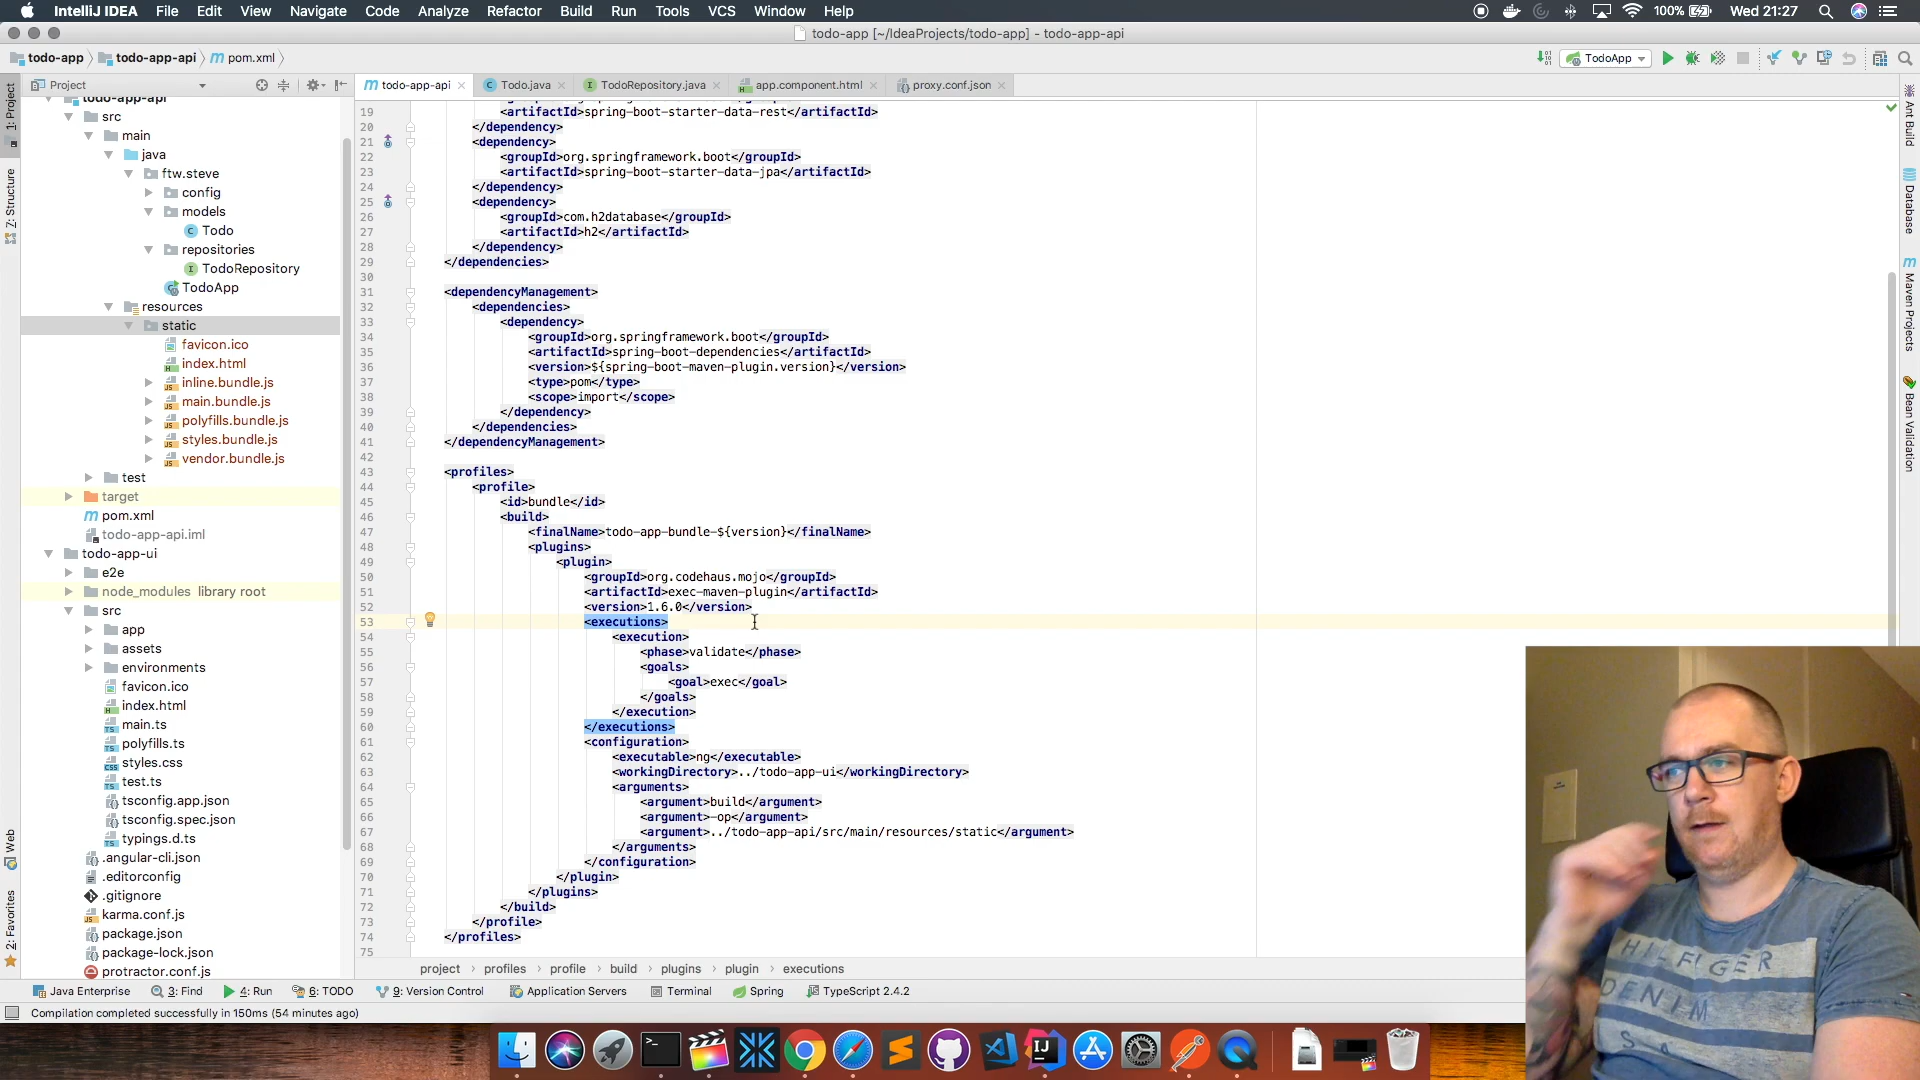 IntelliJ IDEA File Edit View Navigate Code Analyze Refactor Build Run Tools VCS Window Help
100% Wed 21:27
todo-app [~/IdeaProjects/todo-app] - todo-app-api
todo-app todo-app-api pom.xml
TodoApp
Project
todo-app-api
Todo.java
TodoRepository.java
app.component.html
proxy.conf.json
1: Project
Z: Structure
Web
2: Favorites
todo-app-api
src
main
java
ftw.steve
config
models
Todo
repositories
TodoRepository
TodoApp
resources
static
favicon.ico
index.html
inline.bundle.js
main.bundle.js
polyfills.bundle.js
styles.bundle.js
vendor.bundle.js
test
target
pom.xml
todo-app-api.iml
todo-app-ui
e2e
node_modules library root
src
app
assets
environments
favicon.ico
index.html
main.ts
polyfills.ts
styles.css
test.ts
tsconfig.app.json
tsconfig.spec.json
typings.d.ts
.angular-cli.json
.editorconfig
.gitignore
karma.conf.js
package.json
package-lock.json
protractor.conf.js
19 <artifactId>spring-boot-starter-data-rest</artifactId>
20 </dependency>
21 <dependency>
22 <groupId>org.springframework.boot</groupId>
23 <artifactId>spring-boot-starter-data-jpa</artifactId>
24 </dependency>
25 <dependency>
26 <groupId>com.h2database</groupId>
27 <artifactId>h2</artifactId>
28 </dependency>
29 </dependencies>
30
31 <dependencyManagement>
32 <dependencies>
33 <dependency>
34 <groupId>org.springframework.boot</groupId>
35 <artifactId>spring-boot-dependencies</artifactId>
36 <version>${spring-boot-maven-plugin.version}</version>
37 <type>pom</type>
38 <scope>import</scope>
39 </dependency>
40 </dependencies>
41 </dependencyManagement>
42
43 <profiles>
44 <profile>
45 <id>bundle</id>
46 <build>
47 <finalName>todo-app-bundle-${version}</finalName>
48 <plugins>
49 <plugin>
50 <groupId>org.codehaus.mojo</groupId>
51 <artifactId>exec-maven-plugin</artifactId>
52 <version>1.6.0</version>
53 <executions>
54 <execution>
55 <phase>validate</phase>
56 <goals>
57 <goal>exec</goal>
58 </goals>
59 </execution>
60 </executions>
61 <configuration>
62 <executable>ng</executable>
63 <workingDirectory>../todo-app-ui</workingDirectory>
64 <arguments>
65 <argument>build</argument>
66 <argument>-op</argument>
67 <argument>../todo-app-api/src/main/resources/static</argument>
68 </arguments>
69 </configuration>
70 </plugin>
71 </plugins>
72 </build>
73 </profile>
74 </profiles>
75
project profiles profile build plugins plugin executions
Ant Build
Database
Maven Projects
Bean Validation
Java Enterprise 3: Find 4: Run 6: TODO 9: Version Control Application Servers Terminal Spring TypeScript 2.4.2
Compilation completed successfully in 150ms (54 minutes ago)
HILFIGER
DENIM